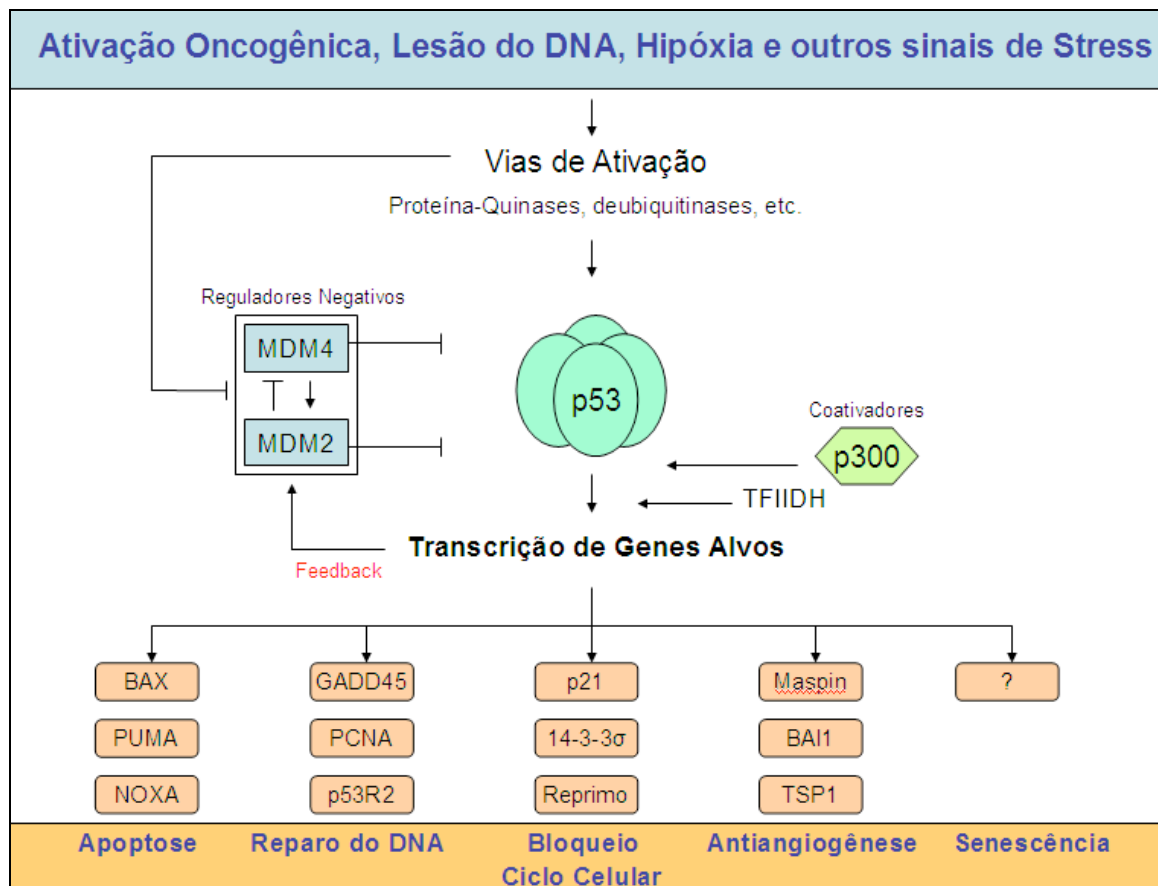 Ativação Oncogênica, Lesão do DNA, Hipóxia e outros sinais de Stress
Vias de Ativação
Proteína-Quinases, deubiquitinases, etc.
Reguladores Negativos
MDM4
MDM2
p53
Coativadores
p300
TFIIDH
Transcrição de Genes Alvos
Feedback
BAX
GADD45
p21
Maspin
?
PUMA
PCNA
14-3-3σ
BAI1
NOXA
p53R2
Reprimo
TSP1
Apoptose
Reparo do DNA
Bloqueio
Ciclo Celular
Antiangiogênese
Senescência